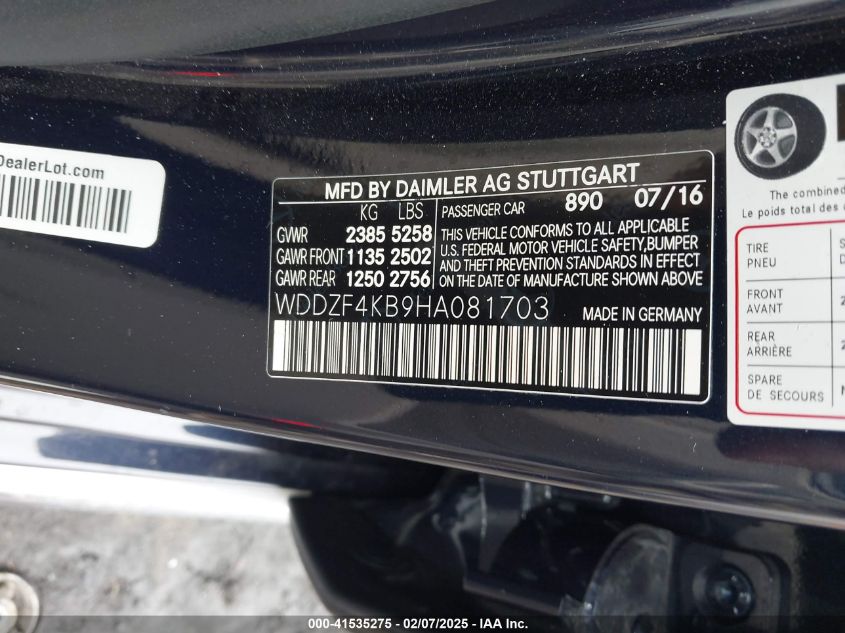 DealerLot.com
MFD BY DAIMLER AG STUTTGART
KG LBS PASSENGER CAR 890 07/16
GVWR 2385 5258 THIS VEHICLE CONFORMS TO ALL APPLICABLE
U.S. FEDERAL MOTOR VEHICLE SAFETY,BUMPER
GAWR FRONT 1135 2502 AND THEFT PREVENTION STANDARDS IN EFFECT
GAWR REAR 1250 2756 ON THE DATE OF MANUFACTURE SHOWN ABOVE
WDDZF4KB9HA081703 MADE IN GERMANY
The combined
Le poids total des
TIRE
PNEU
FRONT
AVANT
REAR
ARRIÈRE
SPARE
DE SECOURS
000-41535275 - 02/07/2025 - IAA Inc.